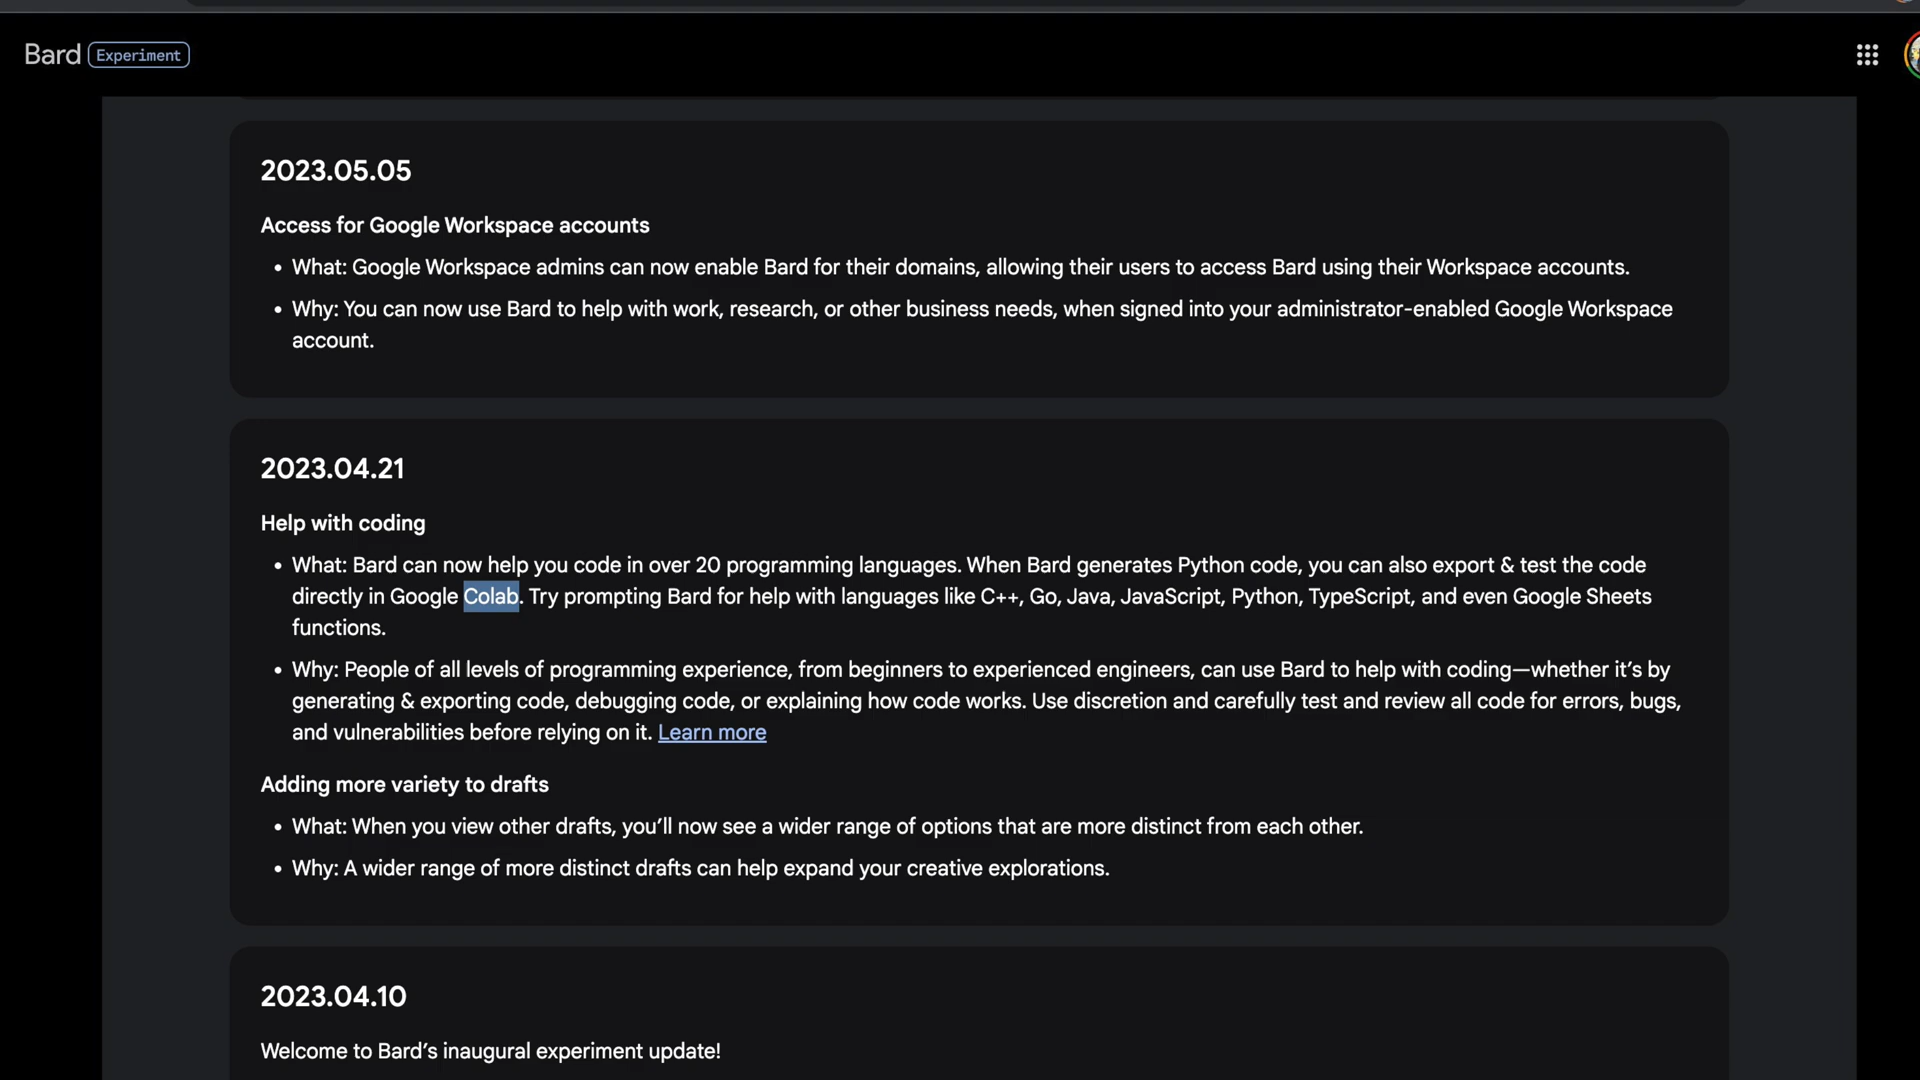 Bard Experiment
2023.05.05
Access for Google Workspace accounts
• What: Google Workspace admins can now enable Bard for their domains, allowing their users to access Bard using their Workspace accounts.
• Why: You can now use Bard to help with work, research, or other business needs, when signed into your administrator-enabled Google Workspace
account.
2023.04.21
Help with coding
• What: Bard can now help you code in over 20 programming languages. When Bard generates Python code, you can also export & test the code
directly in Google Colab. Try prompting Bard for help with languages like C++, Go, Java, JavaScript, Python, TypeScript, and even Google Sheets
functions.
• Why: People of all levels of programming experience, from beginners to experienced engineers, can use Bard to help with coding—whether it’s by
generating & exporting code, debugging code, or explaining how code works. Use discretion and carefully test and review all code for errors, bugs,
and vulnerabilities before relying on it. Learn more
Adding more variety to drafts
• What: When you view other drafts, you’ll now see a wider range of options that are more distinct from each other.
• Why: A wider range of more distinct drafts can help expand your creative explorations.
2023.04.10
Welcome to Bard’s inaugural experiment update!